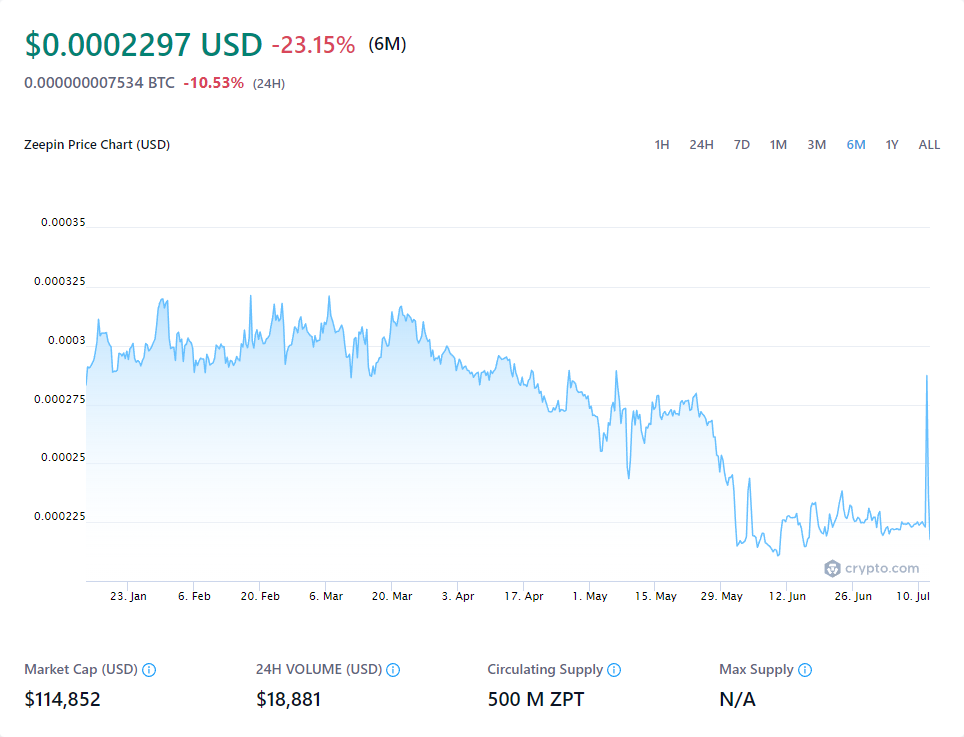 $0.0002297 USD -23.15% (6M)
0.000000007534 BTC -10.53% (24H)
Zeepin Price Chart (USD) 1H 24H 7D 1M 3M 6M 1Y ALL
0.00035
0.000325
0.0003
0.000275
0.00025
0.000225
crypto.com
23. Jan 6. Feb 20. Feb 6. Mar 20. Mar 3. Apr 17. Apr 1. May 15. May 29. May 12. Jun 26. Jun 10. Jul
Market Cap (USD) 24H VOLUME (USD) Circulating Supply Max Supply
$114,852 $18,881 500 M ZPT N/A